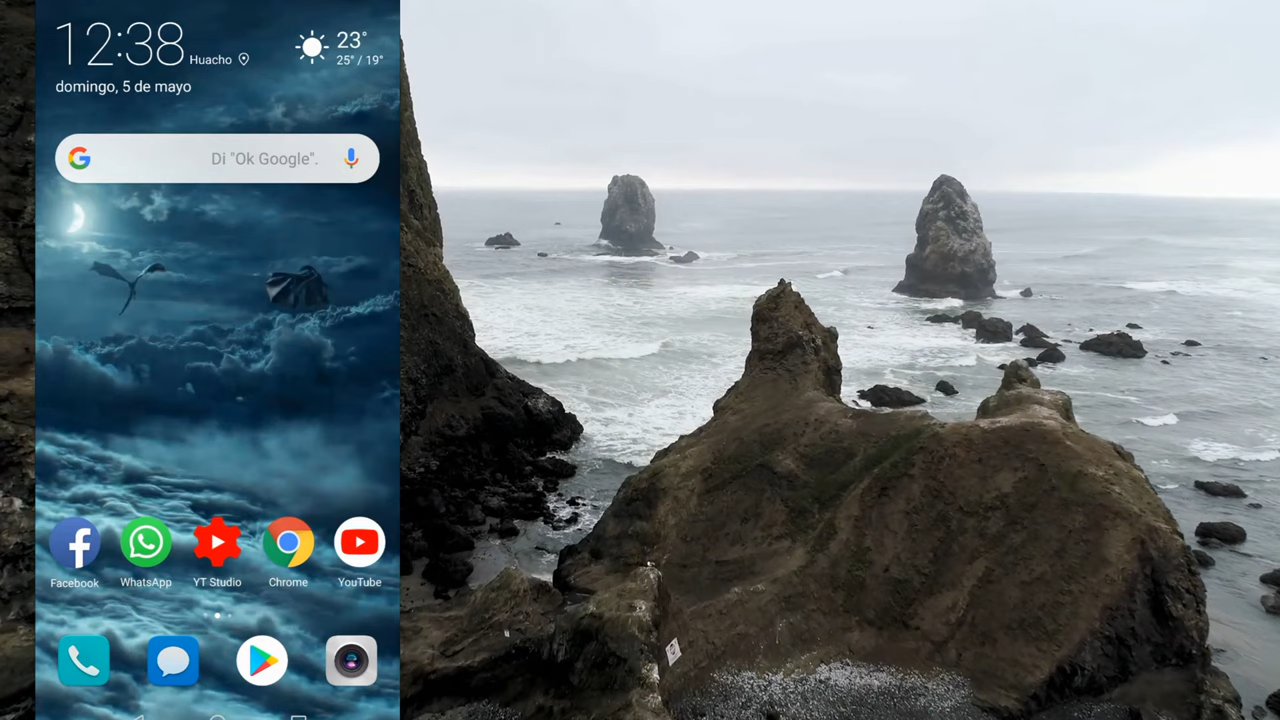 12:38 Huacho
23°
25° / 19°
domingo, 5 de mayo
Di "Ok Google".
Facebook WhatsApp YT Studio Chrome YouTube